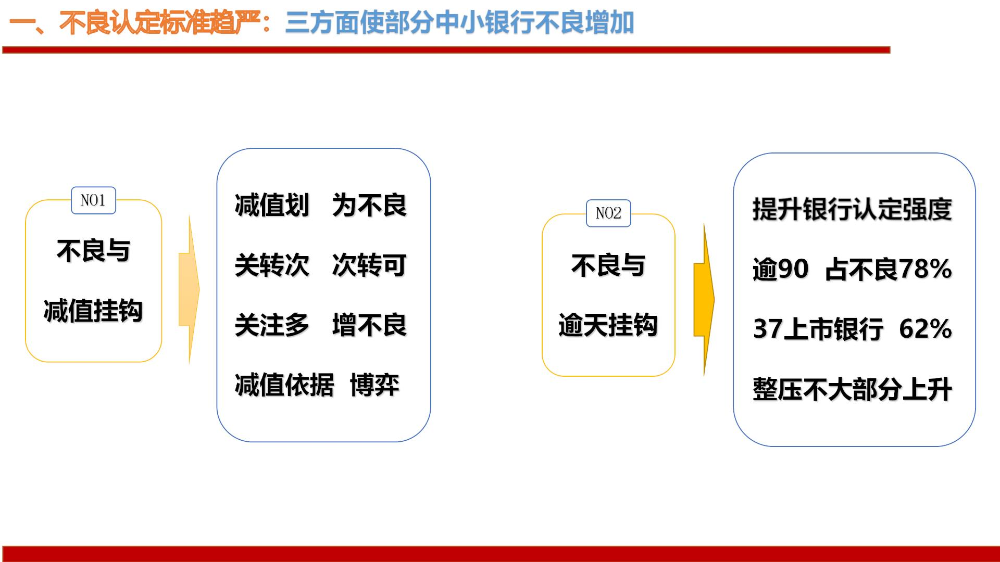 一、不良认定标准趋严：三方面使部分中小银行不良增加
NO1
不良与
减值挂钩
减值划 为不良
关转次 次转可
关注多 增不良
减值依据 博弈
NO2
不良与
逾天挂钩
提升银行认定强度
逾90 占不良78%
37上市银行 62%
整压不大部分上升